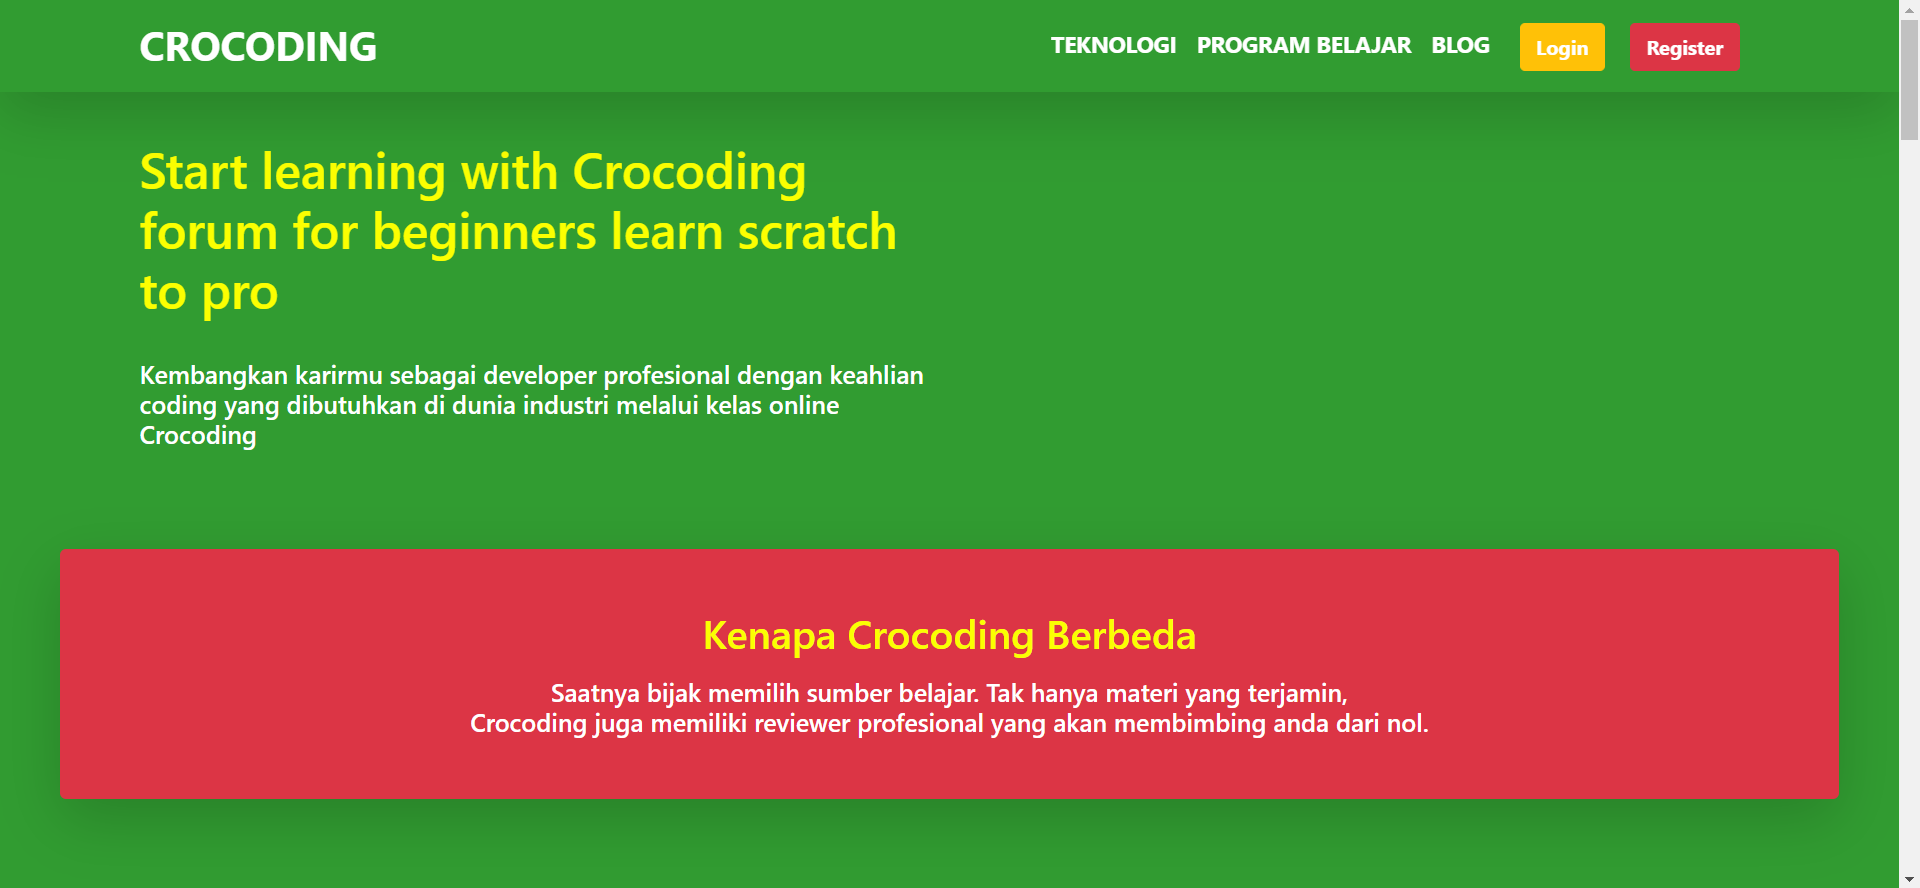 CROCODING
TEKNOLOGI PROGRAM BELAJAR BLOG Login Register
Start learning with Crocoding
forum for beginners learn scratch
to pro
Kembangkan karirmu sebagai developer profesional dengan keahlian
coding yang dibutuhkan di dunia industri melalui kelas online
Crocoding
Kenapa Crocoding Berbeda
Saatnya bijak memilih sumber belajar. Tak hanya materi yang terjamin,
Crocoding juga memiliki reviewer profesional yang akan membimbing anda dari nol.